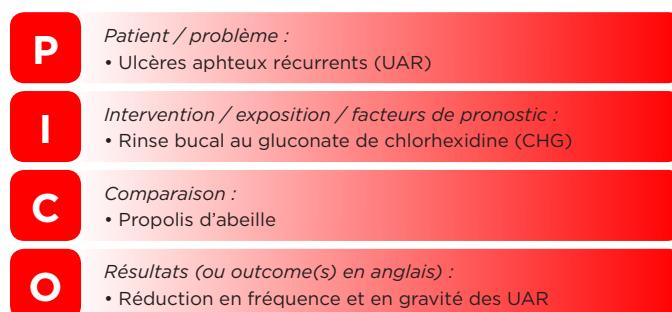 P
Patient / problème :
• Ulcères aphteux récurrents (UAR)
I
Intervention / exposition / facteurs de pronostic :
• Rinse bucal au gluconate de chlorhexidine (CHG)
C
Comparaison :
• Propolis d’abeille
O
Résultats (ou outcome(s) en anglais) :
• Réduction en fréquence et en gravité des UAR